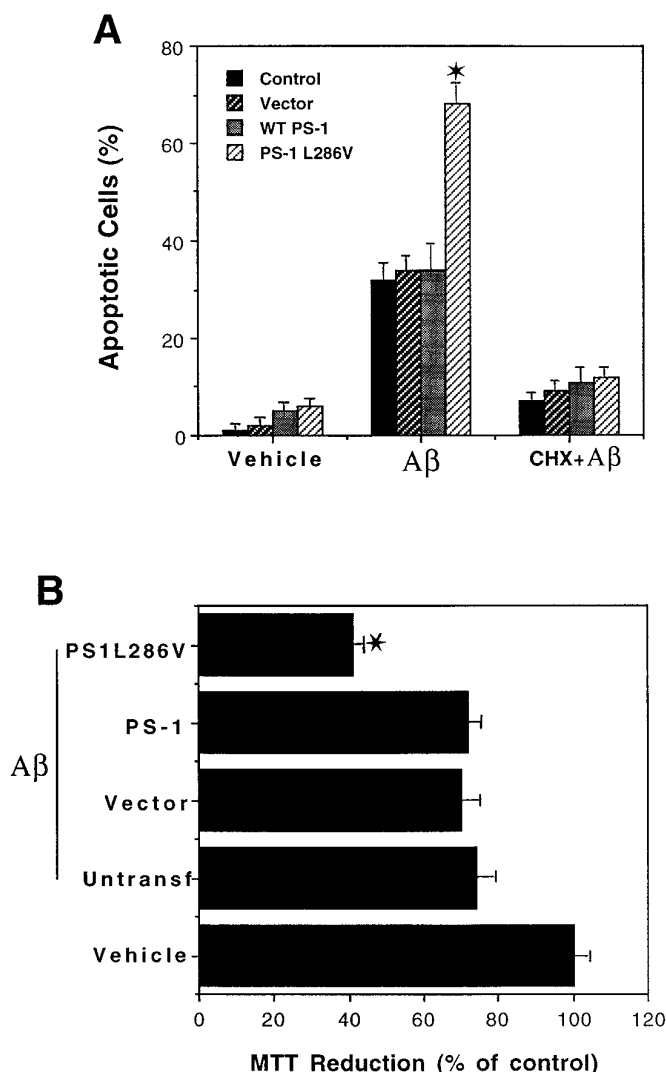 A
80
60
40
20
0
Apoptotic Cells (%)
Control
Vector
WT PS-1
PS-1 L286V
Vehicle
Aβ
CHX+Aβ
B
PS1L286V
PS-1
Vector
Untransf
Vehicle
Aβ
0 20 40 60 80 100 120
MTT Reduction (% of control)